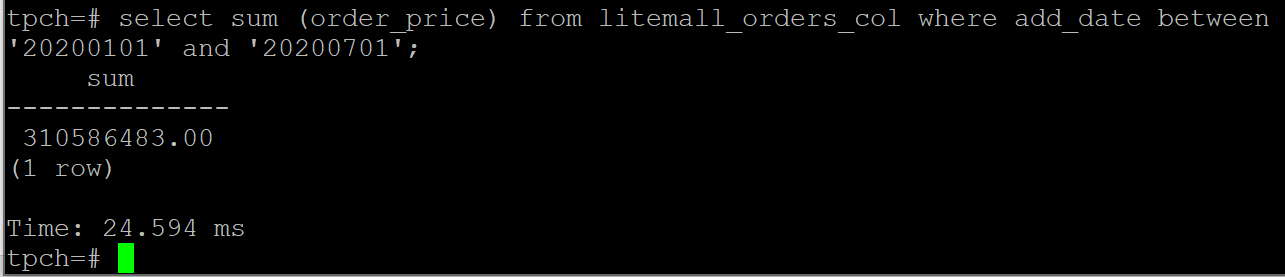 tpch=# select sum (order_price) from litemall_orders_col where add_date between
'20200101' and '20200701';
     sum
--------------
 310586483.00
(1 row)

Time: 24.594 ms
tpch=#